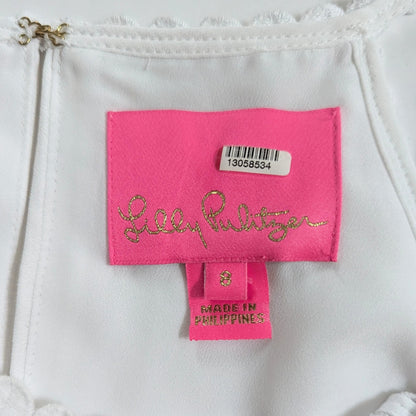 13058534
Lilly Pulitzer
8
MADE IN
PHILIPPINES